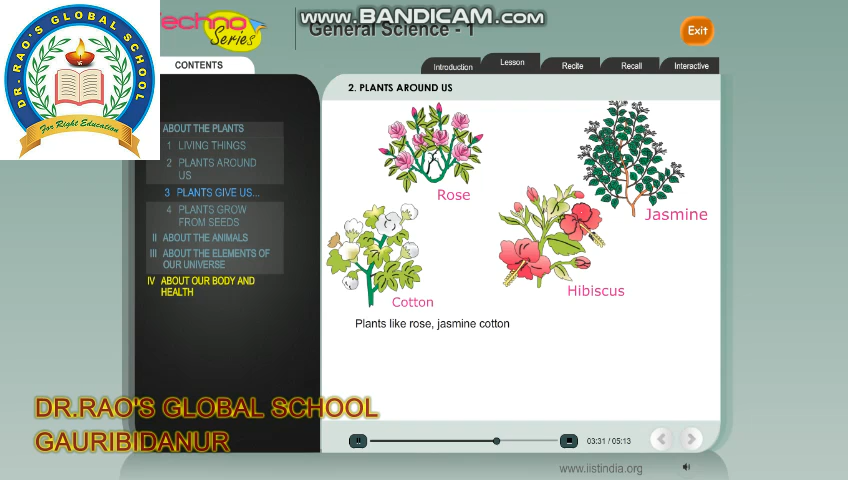 www.BANDICAM.com
DR. RAO'S GLOBAL SCHOOL
For Right Education
Techno
Series
General Science - 1
Exit
CONTENTS
Introduction
Lesson
Recite
Recall
Interactive
2. PLANTS AROUND US
ABOUT THE PLANTS
1 LIVING THINGS
2 PLANTS AROUND
US
3 PLANTS GIVE US...
4 PLANTS GROW
FROM SEEDS
II ABOUT THE ANIMALS
III ABOUT THE ELEMENTS OF
OUR UNIVERSE
IV ABOUT OUR BODY AND
HEALTH
Rose
Jasmine
Cotton
Hibiscus
Plants like rose, jasmine cotton
DR.RAO'S GLOBAL SCHOOL
GAURIBIDANUR
03:31 / 05:13
www.iistindia.org